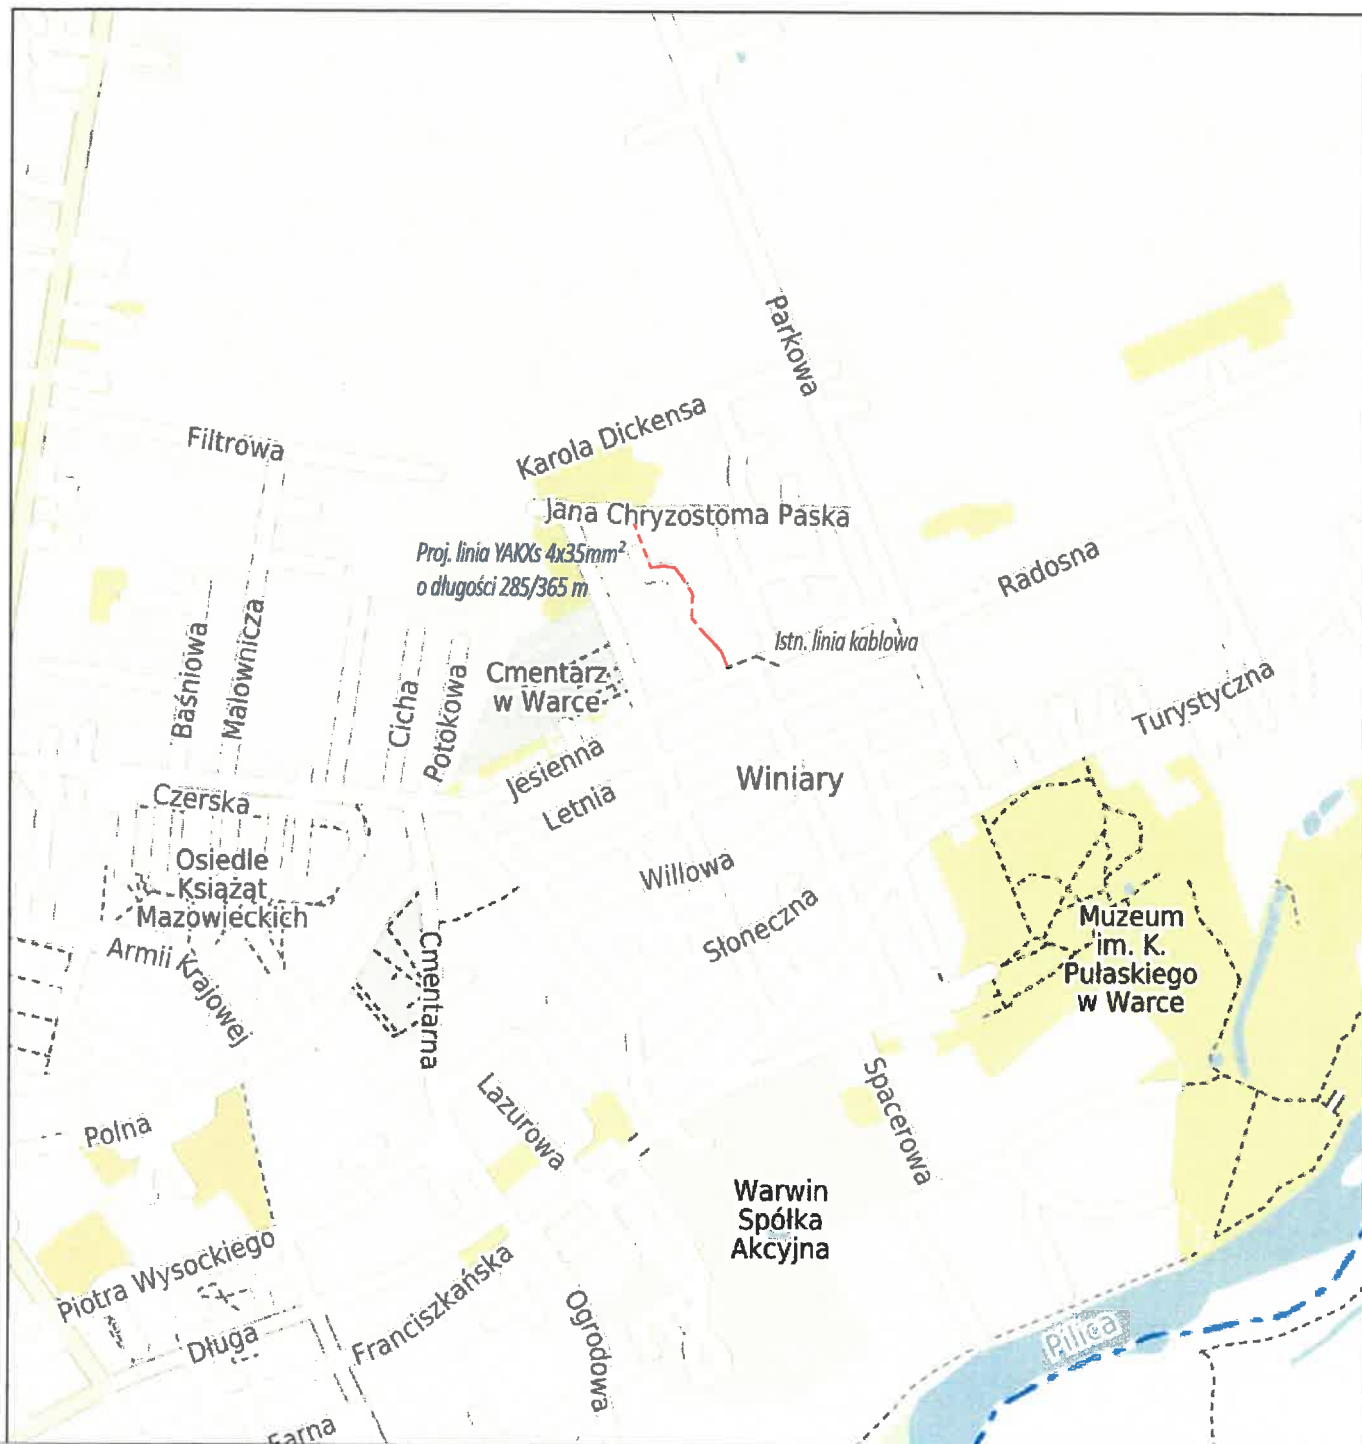 Parkowa
Karola Dickensa
Filtrowa
Jana Chryzostoma Paska
Proj. linia YAKXs 4x35mm²
o długości 285/365 m
Radosna
Istn. linia kablowa
Baśniowa
Malownicza
Cicha
Potokowa
Cmentarz
w Warce
Turystyczna
Jesienna
Letnia
Winiary
Czerska
Osiedle
Książąt
Mazowieckich
Willowa
Słoneczna
Muzeum
im. K.
Pułaskiego
w Warce
Armii Krajowej
Cmentarna
Lazurowa
Spacerowa
Polna
Warwin
Spółka
Akcyjna
Piotra Wysockiego
Franciszkańska
Ogrodowa
Długa
Pilica
Farna